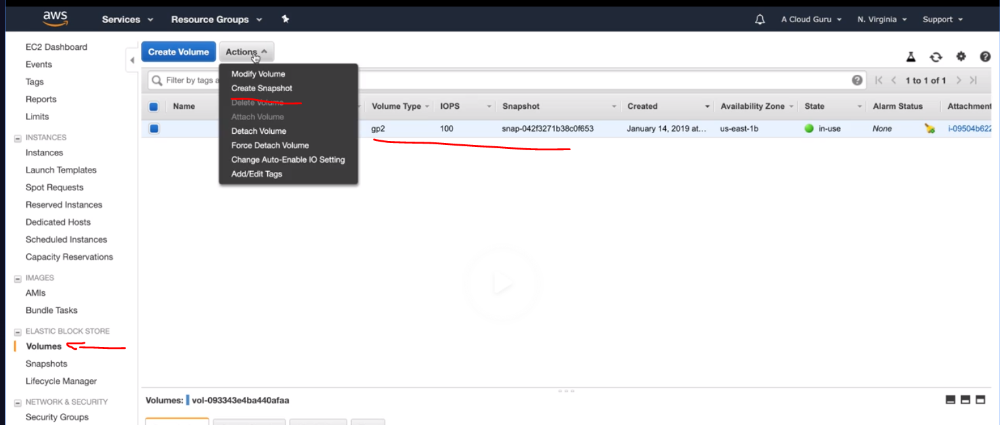 aws Services Resource Groups A Cloud Guru N. Virginia Support
EC2 Dashboard
Events
Tags
Reports
Limits
INSTANCES
Instances
Launch Templates
Spot Requests
Reserved Instances
Dedicated Hosts
Scheduled Instances
Capacity Reservations
IMAGES
AMIs
Bundle Tasks
ELASTIC BLOCK STORE
Volumes
Snapshots
Lifecycle Manager
NETWORK & SECURITY
Security Groups
Create Volume Actions
Modify Volume
Create Snapshot
Delete Volume
Attach Volume
Detach Volume
Force Detach Volume
Change Auto-Enable IO Setting
Add/Edit Tags
Filter by tags a 1 to 1 of 1
Name Volume Type IOPS Snapshot Created Availability Zone State Alarm Status Attachment
gp2 100 snap-042f3271b38c0f653 January 14, 2019 at... us-east-1b in-use None i-09504b622
Volumes: vol-093343e4ba440afaa